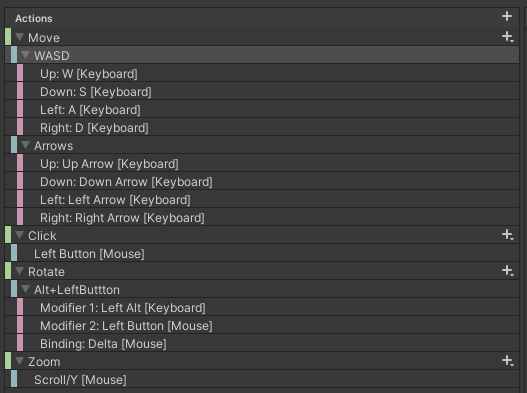 Actions
Move
WASD
Up: W [Keyboard]
Down: S [Keyboard]
Left: A [Keyboard]
Right: D [Keyboard]
Arrows
Up: Up Arrow [Keyboard]
Down: Down Arrow [Keyboard]
Left: Left Arrow [Keyboard]
Right: Right Arrow [Keyboard]
Click
Left Button [Mouse]
Rotate
Alt+LeftButtton
Modifier 1: Left Alt [Keyboard]
Modifier 2: Left Button [Mouse]
Binding: Delta [Mouse]
Zoom
Scroll/Y [Mouse]